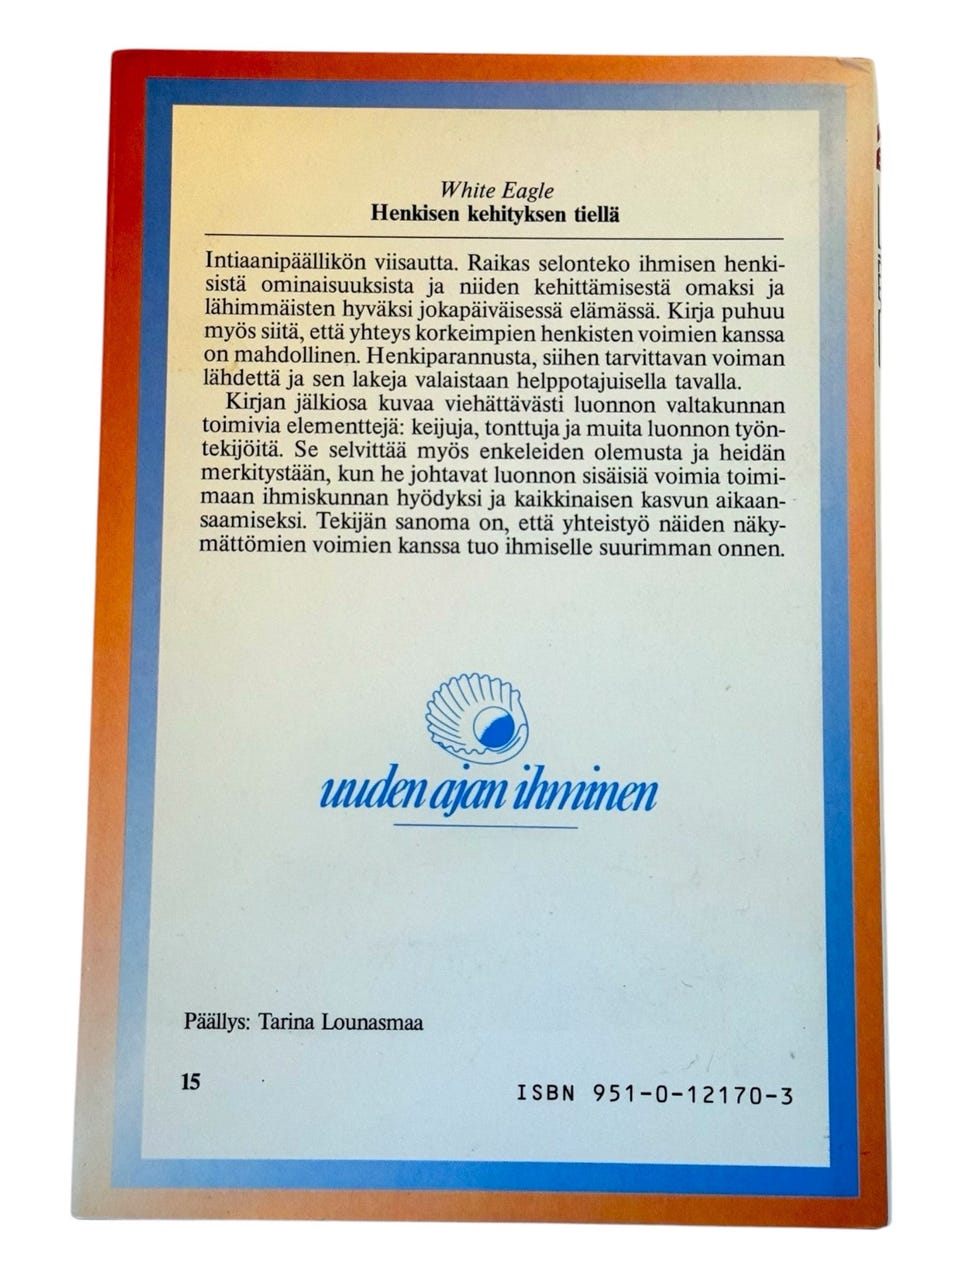 White Eagle
Henkisen kehityksen tiellä
Intiaanipäällikön viisautta. Raikas selonteko ihmisen henki-
sistä ominaisuuksista ja niiden kehittämisestä omaksi ja
lähimmäisten hyväksi jokapäiväisessä elämässä. Kirja puhuu
myös siitä, että yhteys korkeimpien henkisten voimien kanssa
on mahdollinen. Henkiparannusta, siihen tarvittavan voiman
lähdettä ja sen lakeja valaistaan helppotajuisella tavalla.
Kirjan jälkiosa kuvaa viehättävästi luonnon valtakunnan
toimivia elementtejä: keijuja, tonttuja ja muita luonnon työn-
tekijöitä. Se selvittää myös enkeleiden olemusta ja heidän
merkitystään, kun he johtavat luonnon sisäisiä voimia toimi-
maan ihmiskunnan hyödyksi ja kaikkinaisen kasvun aikaan-
saamiseksi. Tekijän sanoma on, että yhteistyö näiden näky-
mättömien voimien kanssa tuo ihmiselle suurimman onnen.
uuden ajan ihminen
Päällys: Tarina Lounasmaa
15
ISBN 951-0-12170-3